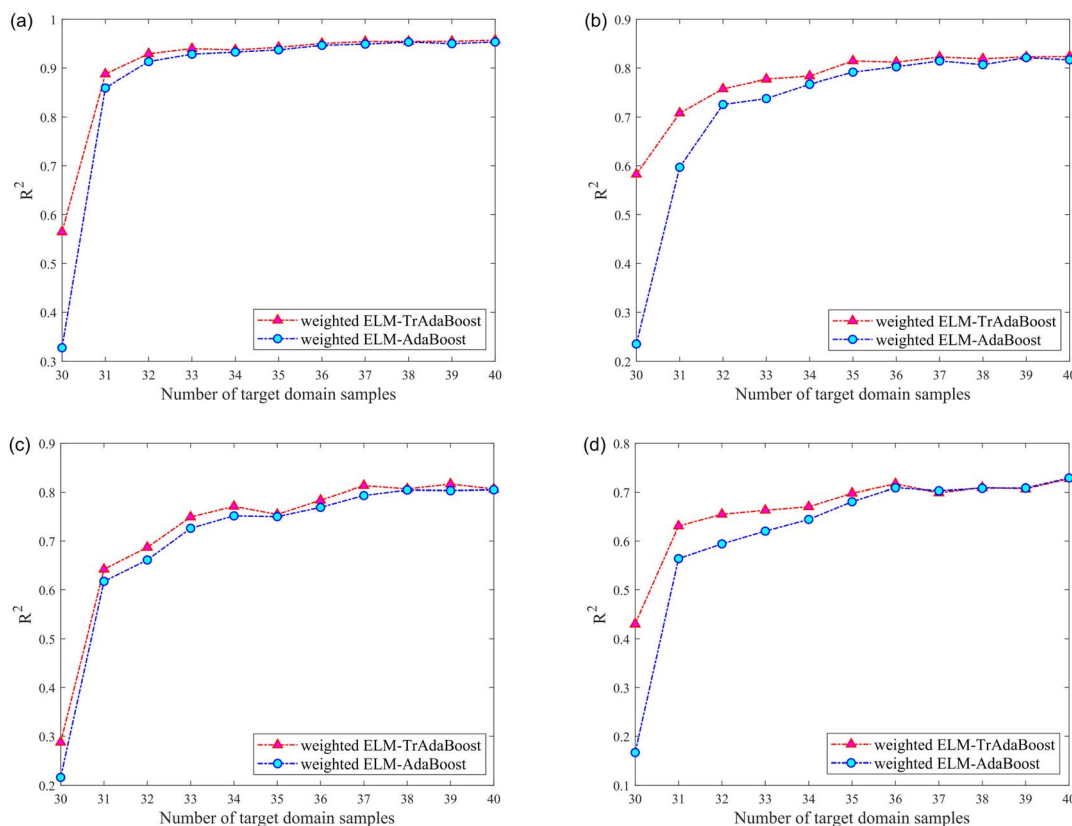 (a)
1
0.9
0.8
0.7
0.6
0.5
0.4
0.3
R²
weighted ELM-TrAdaBoost
weighted ELM-AdaBoost
30 31 32 33 34 35 36 37 38 39 40
Number of target domain samples
(b)
0.9
0.8
0.7
0.6
0.5
0.4
0.3
0.2
R²
weighted ELM-TrAdaBoost
weighted ELM-AdaBoost
30 31 32 33 34 35 36 37 38 39 40
Number of target domain samples
(c)
0.9
0.8
0.7
0.6
0.5
0.4
0.3
0.2
R²
weighted ELM-TrAdaBoost
weighted ELM-AdaBoost
30 31 32 33 34 35 36 37 38 39 40
Number of target domain samples
(d)
0.8
0.7
0.6
0.5
0.4
0.3
0.2
0.1
R²
weighted ELM-TrAdaBoost
weighted ELM-AdaBoost
30 31 32 33 34 35 36 37 38 39 40
Number of target domain samples